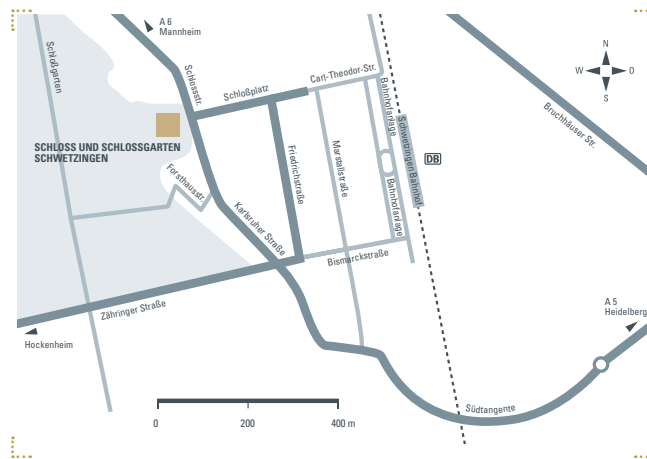 A 6
Mannheim
Schloßgarten
Schlossstr.
Schloßplatz
Carl-Theodor-Str.
N
W
O
S
Bruchhäuser Str.
SCHLOSS UND SCHLOSSGARTEN
SCHWETZINGEN
Forsthausstr.
Friedrichstraße
Marstallstraße
Bahnhofanlage
Schwetzingen Bahnhof
DB
Bahnhofanlage
Karlsruher Straße
Bismarckstraße
Zähringer Straße
Hockenheim
A 5
Heidelberg
Südtangente
0
200
400 m